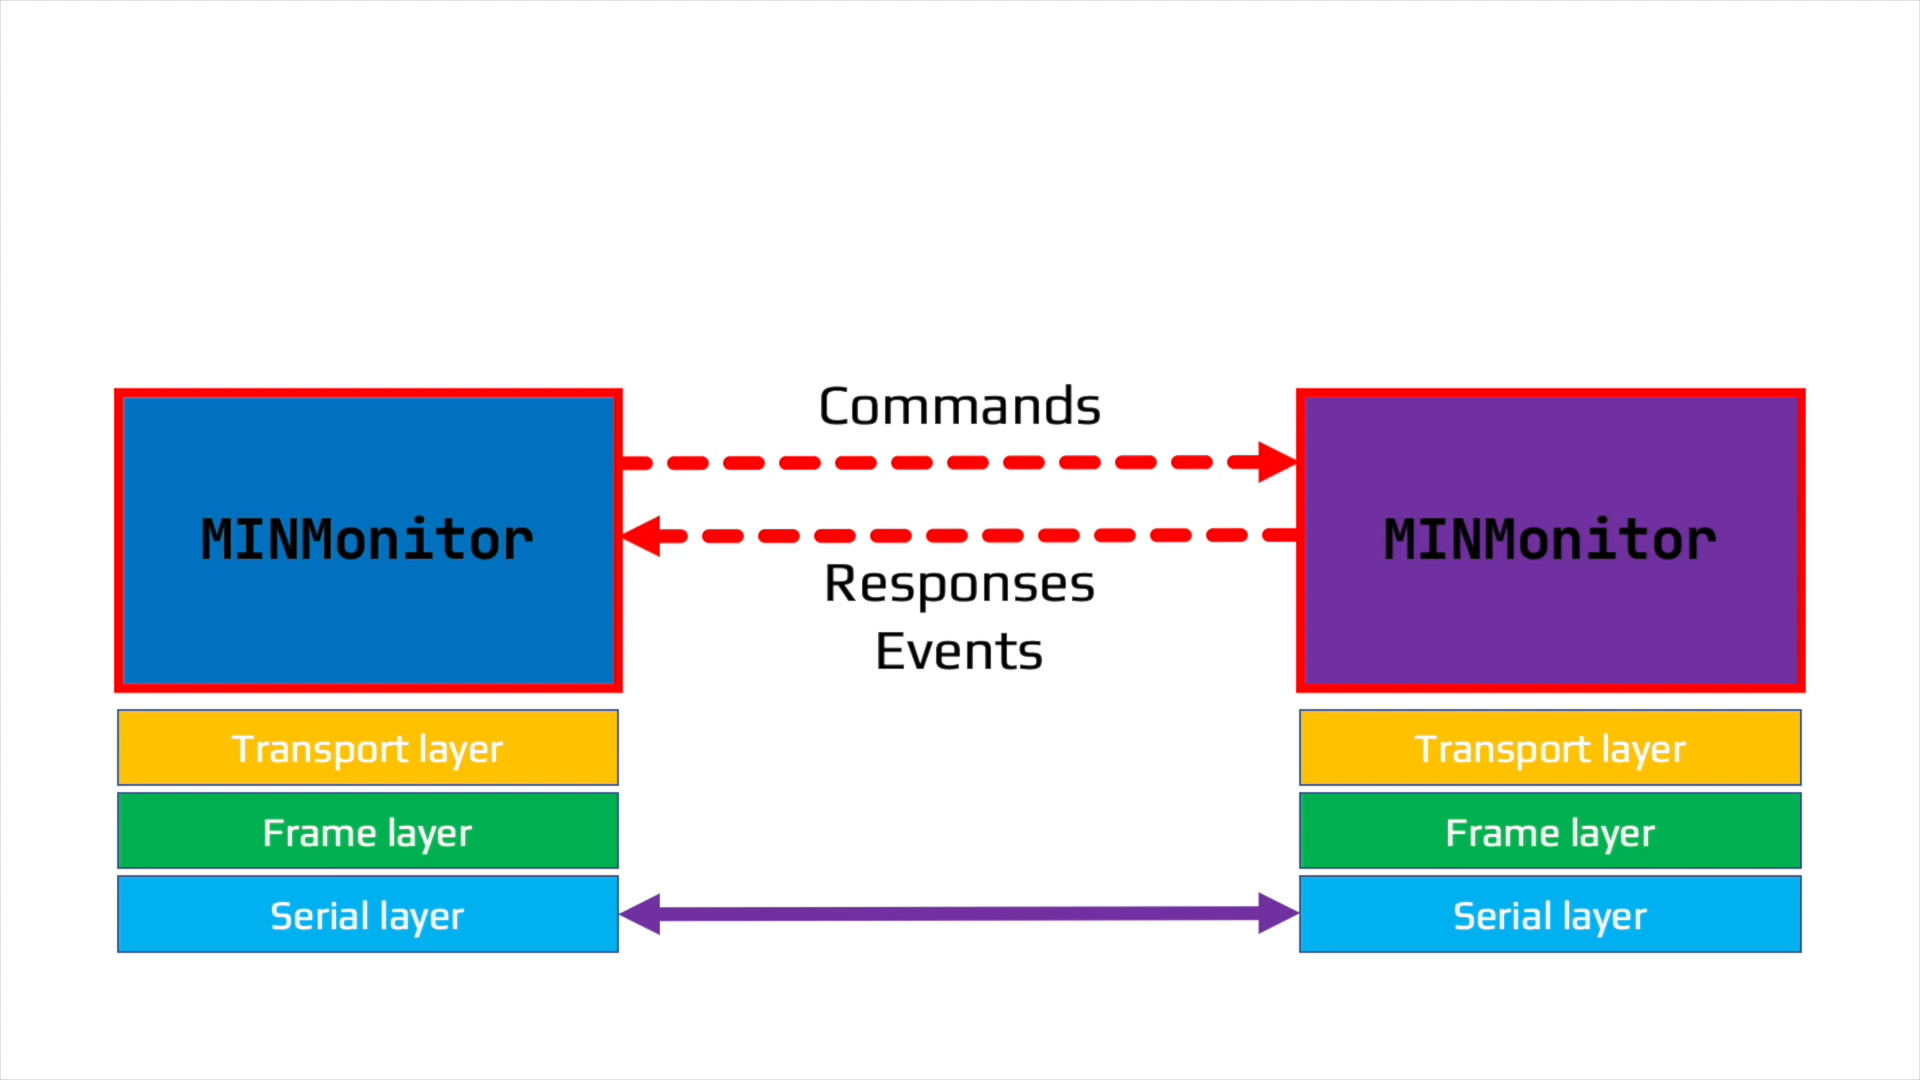 Commands
MINMonitor
MINMonitor
Responses
Events
Transport layer
Transport layer
Frame layer
Frame layer
Serial layer
Serial layer